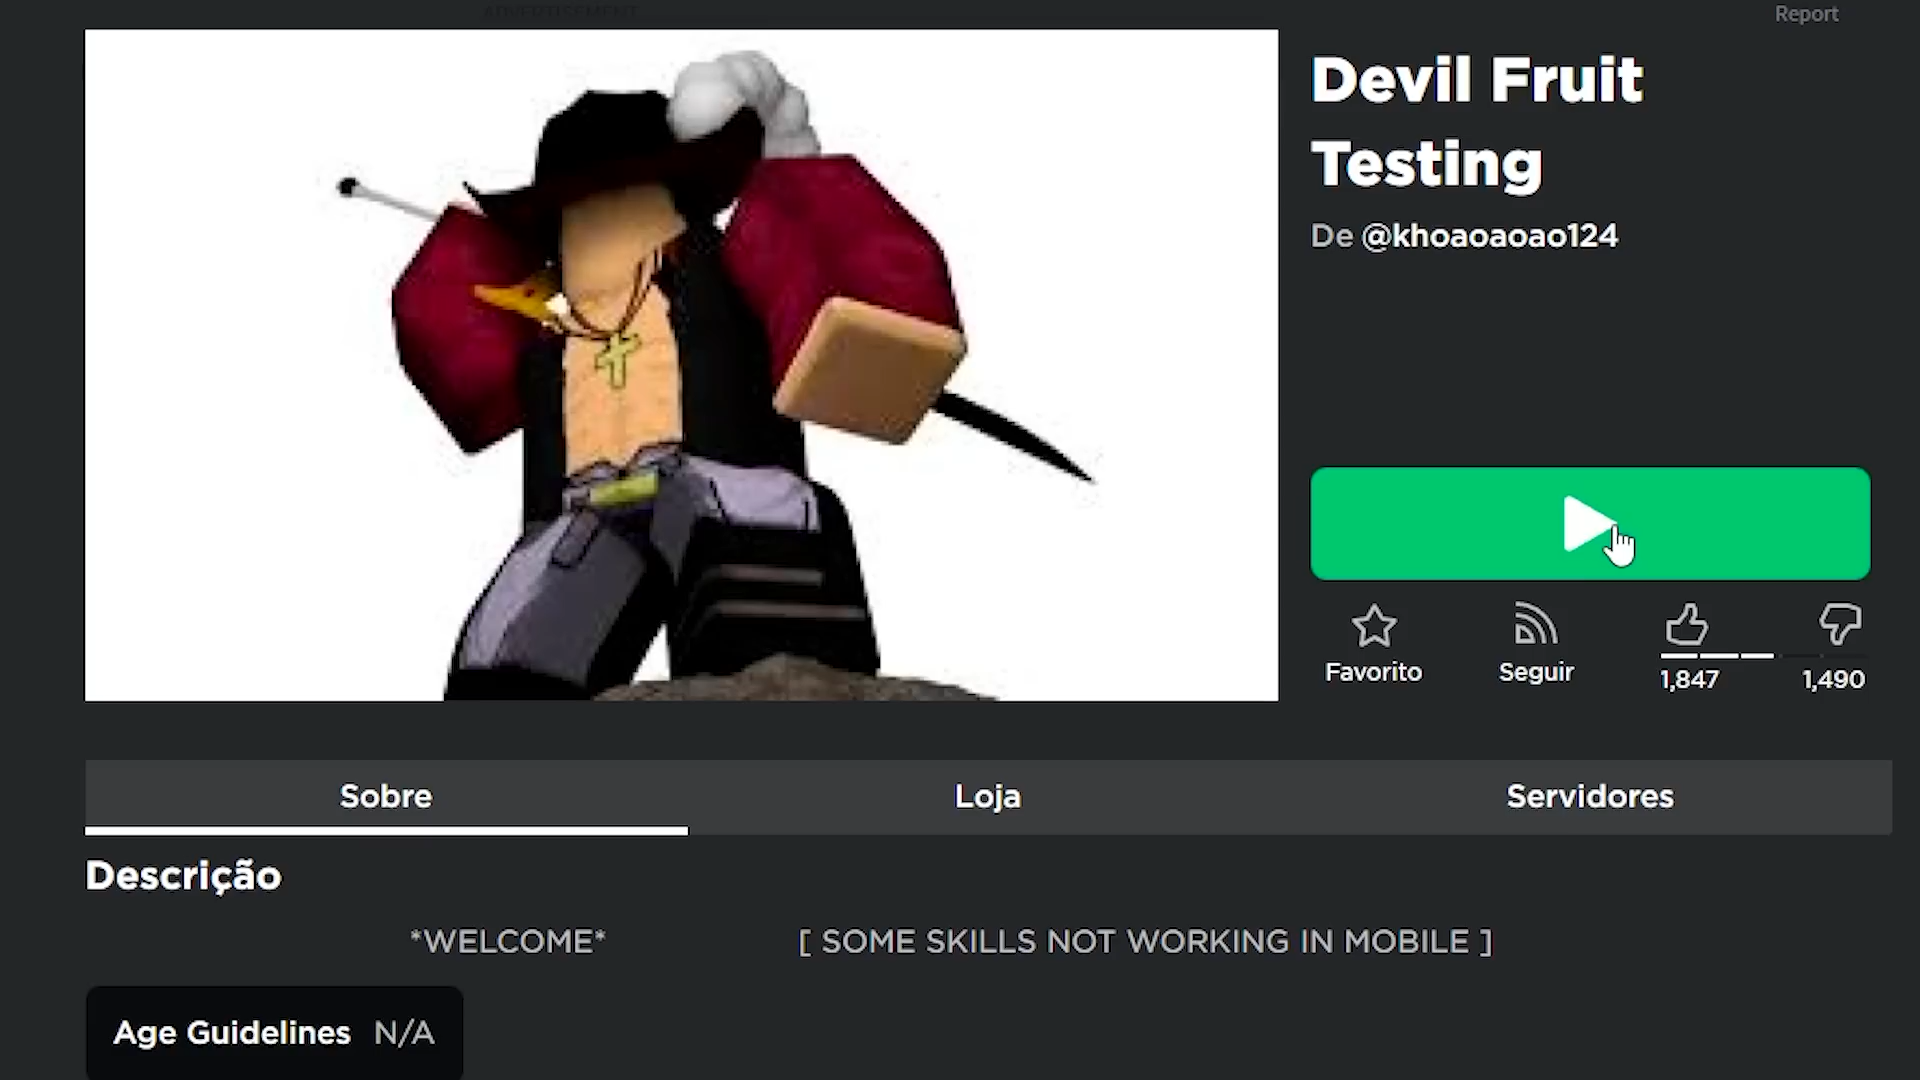 ADVERTISEMENT
Report
Devil Fruit
Testing
De @khoaoaoao124
Favorito
Seguir
1,847
1,490
Sobre
Loja
Servidores
Descrição
*WELCOME* [ SOME SKILLS NOT WORKING IN MOBILE ]
Age Guidelines N/A